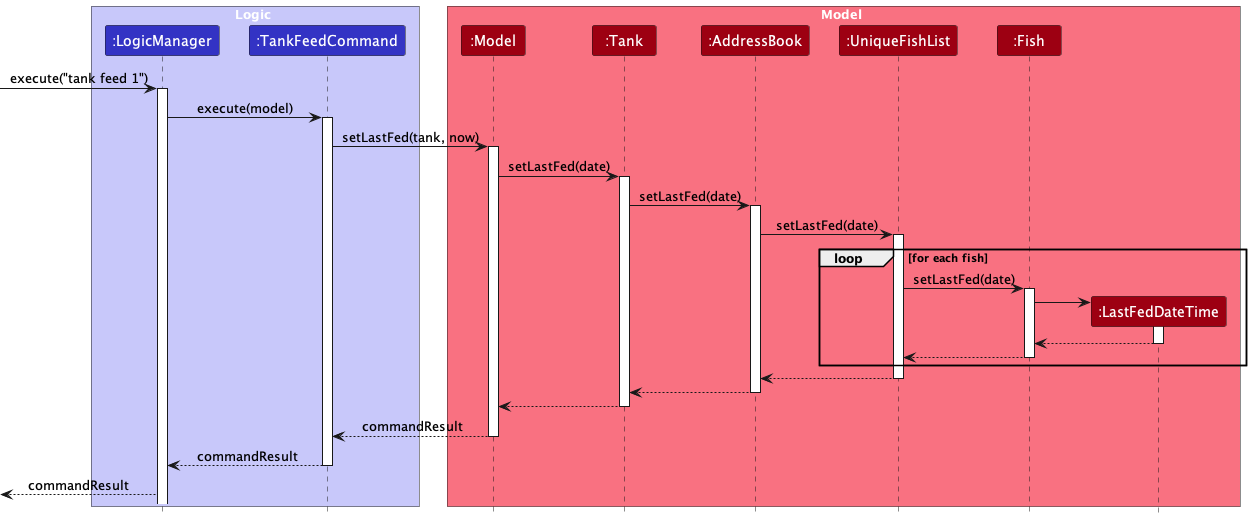 Logic
Model
:LogicManager
:TankFeedCommand
:Model
:Tank
:AddressBook
:UniqueFishList
:Fish
execute("tank feed 1")
execute(model)
setLastFed(tank, now)
setLastFed(date)
setLastFed(date)
setLastFed(date)
loop
[for each fish]
setLastFed(date)
:LastFedDateTime
commandResult
commandResult
commandResult